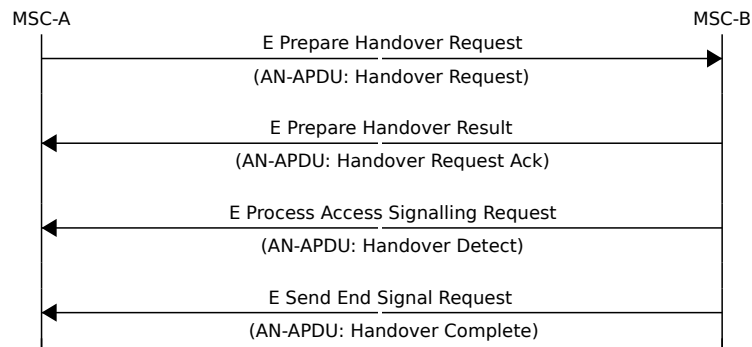 MSC-A MSC-B
E Prepare Handover Request
(AN-APDU: Handover Request)
E Prepare Handover Result
(AN-APDU: Handover Request Ack)
E Process Access Signalling Request
(AN-APDU: Handover Detect)
E Send End Signal Request
(AN-APDU: Handover Complete)